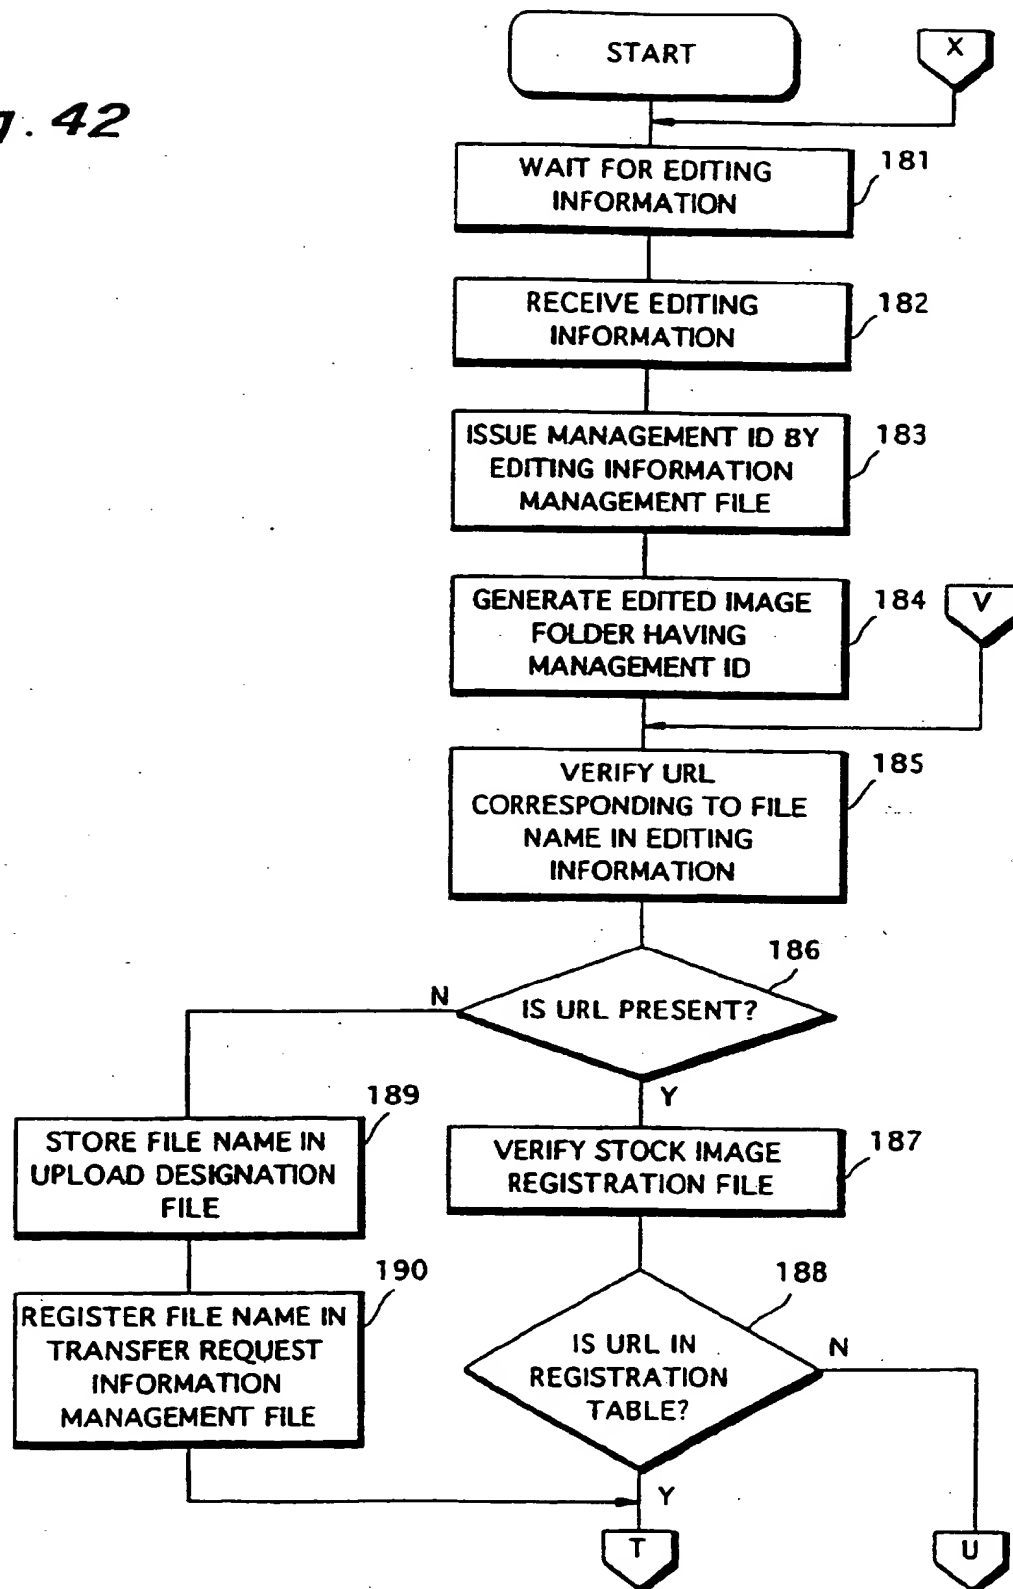 g. 42
START
X
WAIT FOR EDITING
INFORMATION
181
RECEIVE EDITING
INFORMATION
182
ISSUE MANAGEMENT ID BY
EDITING INFORMATION
MANAGEMENT FILE
183
GENERATE EDITED IMAGE
FOLDER HAVING
MANAGEMENT ID
184
V
VERIFY URL
CORRESPONDING TO FILE
NAME IN EDITING
INFORMATION
185
IS URL PRESENT?
186
N
Y
STORE FILE NAME IN
UPLOAD DESIGNATION
FILE
189
VERIFY STOCK IMAGE
REGISTRATION FILE
187
REGISTER FILE NAME IN
TRANSFER REQUEST
INFORMATION
MANAGEMENT FILE
190
IS URL IN
REGISTRATION
TABLE?
188
N
Y
T
U